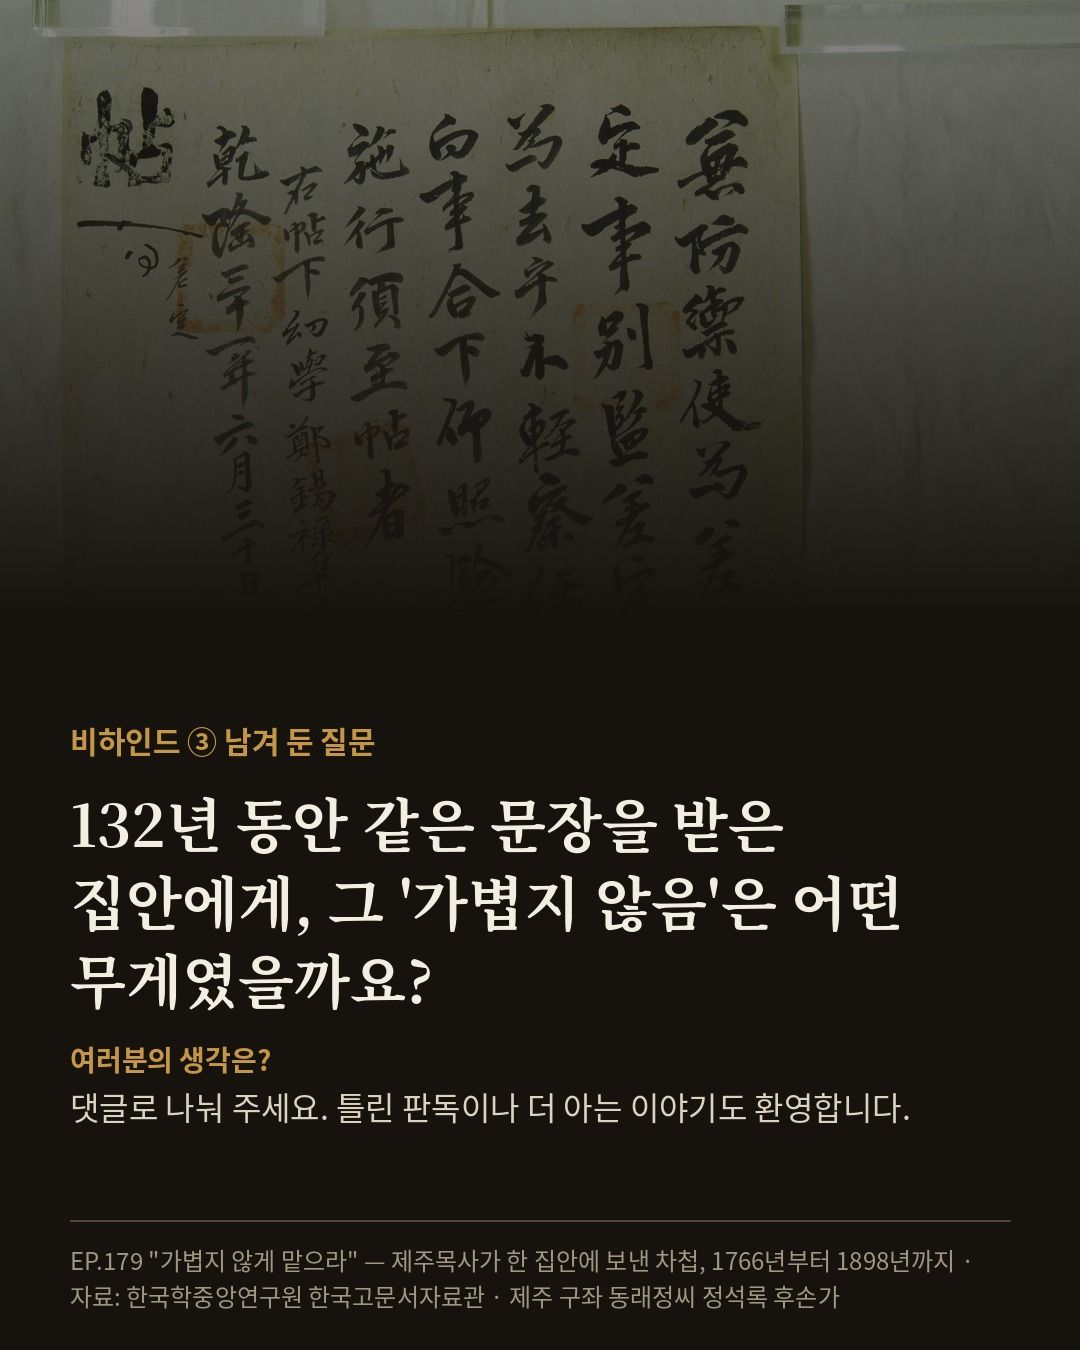 兼防禦使為差
定事別監差定
為去乎不輕察任
白事合下仰照驗
施行須至帖者
右帖下幼學鄭錫祿準
乾隆三十一年六月三十日
差定
帖
비하인드 ③ 남겨 둔 질문
132년 동안 같은 문장을 받은
집안에게, 그 '가볍지 않음'은 어떤
무게였을까요?
여러분의 생각은?
댓글로 나눠 주세요. 틀린 판독이나 더 아는 이야기도 환영합니다.
EP.179 "가볍지 않게 맡으라" — 제주목사가 한 집안에 보낸 차첩, 1766년부터 1898년까지 ·
자료: 한국학중앙연구원 한국고문서자료관 · 제주 구좌 동래정씨 정석록 후손가